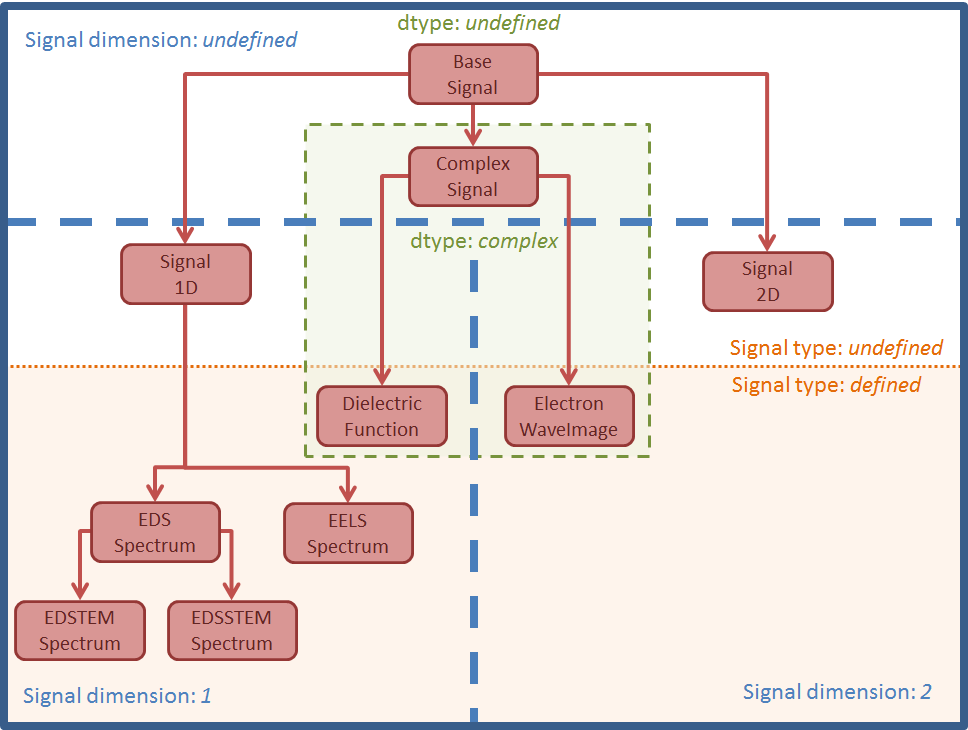 dtype: undefined
Signal dimension: undefined
Base
Signal
Complex
Signal
dtype: complex
Signal
1D
Signal
2D
Signal type: undefined
Signal type: defined
Dielectric
Function
Electron
WaveImage
EDS
Spectrum
EELS
Spectrum
EDSTEM
Spectrum
EDSSTEM
Spectrum
Signal dimension: 1
Signal dimension: 2